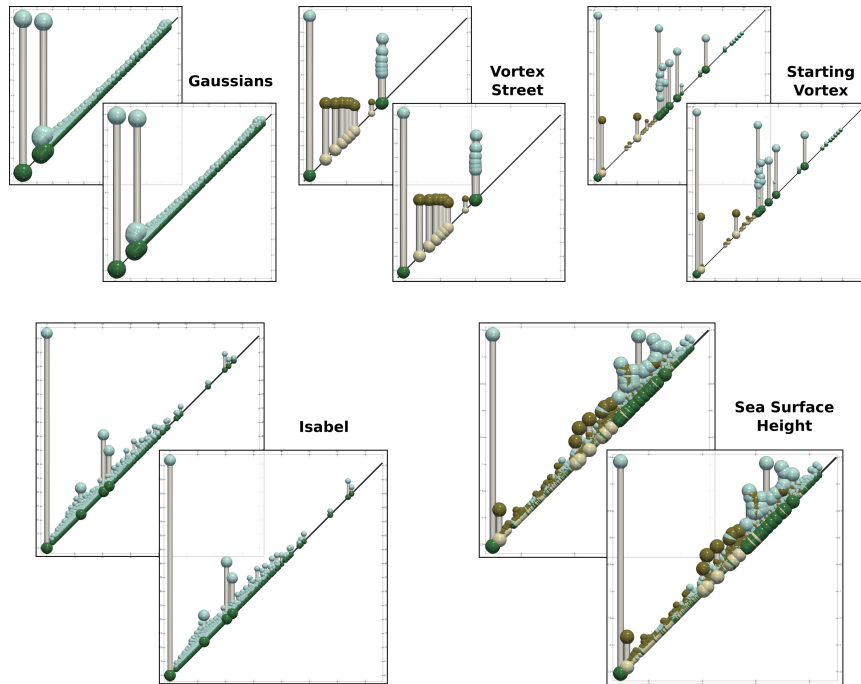 Gaussians
Vortex
Street
Starting
Vortex
Isabel
Sea Surface
Height